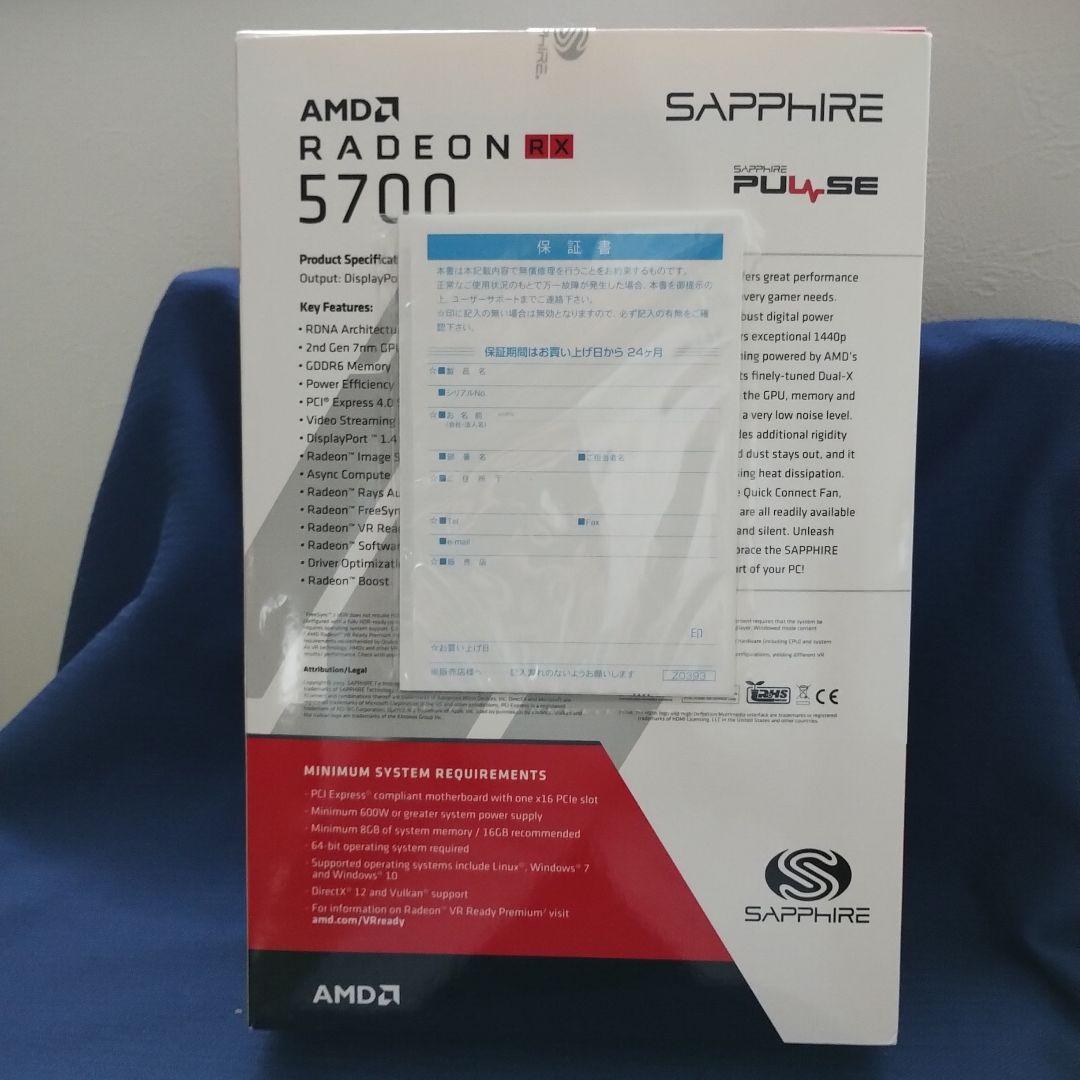 SAPPHIRE
AMD
RADEON RX
5700
SAPPHIRE
PULSE
Product Specificat
Output: DisplayPo
Key Features:
• RDNA Architectu
• 2nd Gen 7nm GP
• GDDR6 Memory
• Power Efficiency
• PCI® Express 4.0
• Video Streaming
• DisplayPort™ 1.4
• Radeon™ Image S
• Async Compute
• Radeon™ Rays Au
• Radeon™ FreeSyn
• Radeon™ VR Rea
• Radeon™ Softwar
• Driver Optimizati
• Radeon™ Boost
fers great performance
very gamer needs.
bust digital power
s exceptional 1440p
ning powered by AMD's
ts finely-tuned Dual-X
the GPU, memory and
a very low noise level.
des additional rigidity
d dust stays out, and it
sing heat dissipation.
e Quick Connect Fan,
are all readily available
and silent. Unleash
brace the SAPPHIRE
art of your PC!
保証書
本書は本記載内容で無償修理を行うことをお約束するものです。
正常なご使用状況のもとで万一故障が発生した場合、本書を御提示の
上、ユーザーサポートまでご連絡下さい。
☆印に記入の無い場合は無効となりますので、必ず記入の有無をご確
認下さい。
保証期間はお買い上げ日から 24ヶ月
☆■製品名
■シリアルNo.
☆■お名前
(会社・法人名)
■部署名 ■ご担当者名
☆■ご住所 〒
☆■Tel ■Fax
■e-mail
☆■販売店
印
☆お買い上げ日
※販売店様へ 記入漏れのないようお願いします Z0393
Attribution/Legal
RoHS
CE
MINIMUM SYSTEM REQUIREMENTS
· PCI Express® compliant motherboard with one x16 PCIe slot
· Minimum 600W or greater system power supply
· Minimum 8GB of system memory / 16GB recommended
· 64-bit operating system required
· Supported operating systems include Linux®, Windows® 7
and Windows® 10
· DirectX® 12 and Vulkan® support
· For information on Radeon™ VR Ready Premium² visit
amd.com/VRready
SAPPHIRE
AMD